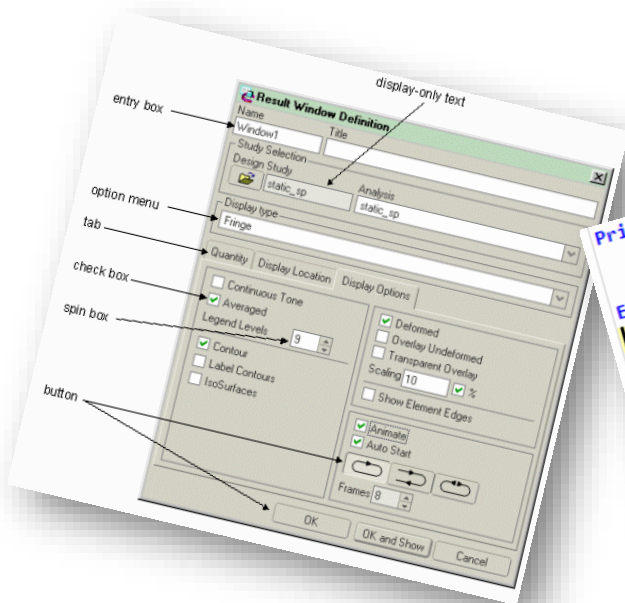 display-only text
entry box
option menu
tab
check box
spin box
button
Result Window Definition
Name
Title
Window1
Study Selection
Design Study
Analysis
static_sp
static_sp
Display type
Fringe
Quantity
Display Location
Display Options
Continuous Tone
Averaged
Legend Levels
9
Contour
Label Contours
IsoSurfaces
Deformed
Overlay Undeformed
Transparent Overlay
Scaling 10 %
Show Element Edges
Animate
Auto Start
Frames 8
OK
OK and Show
Cancel